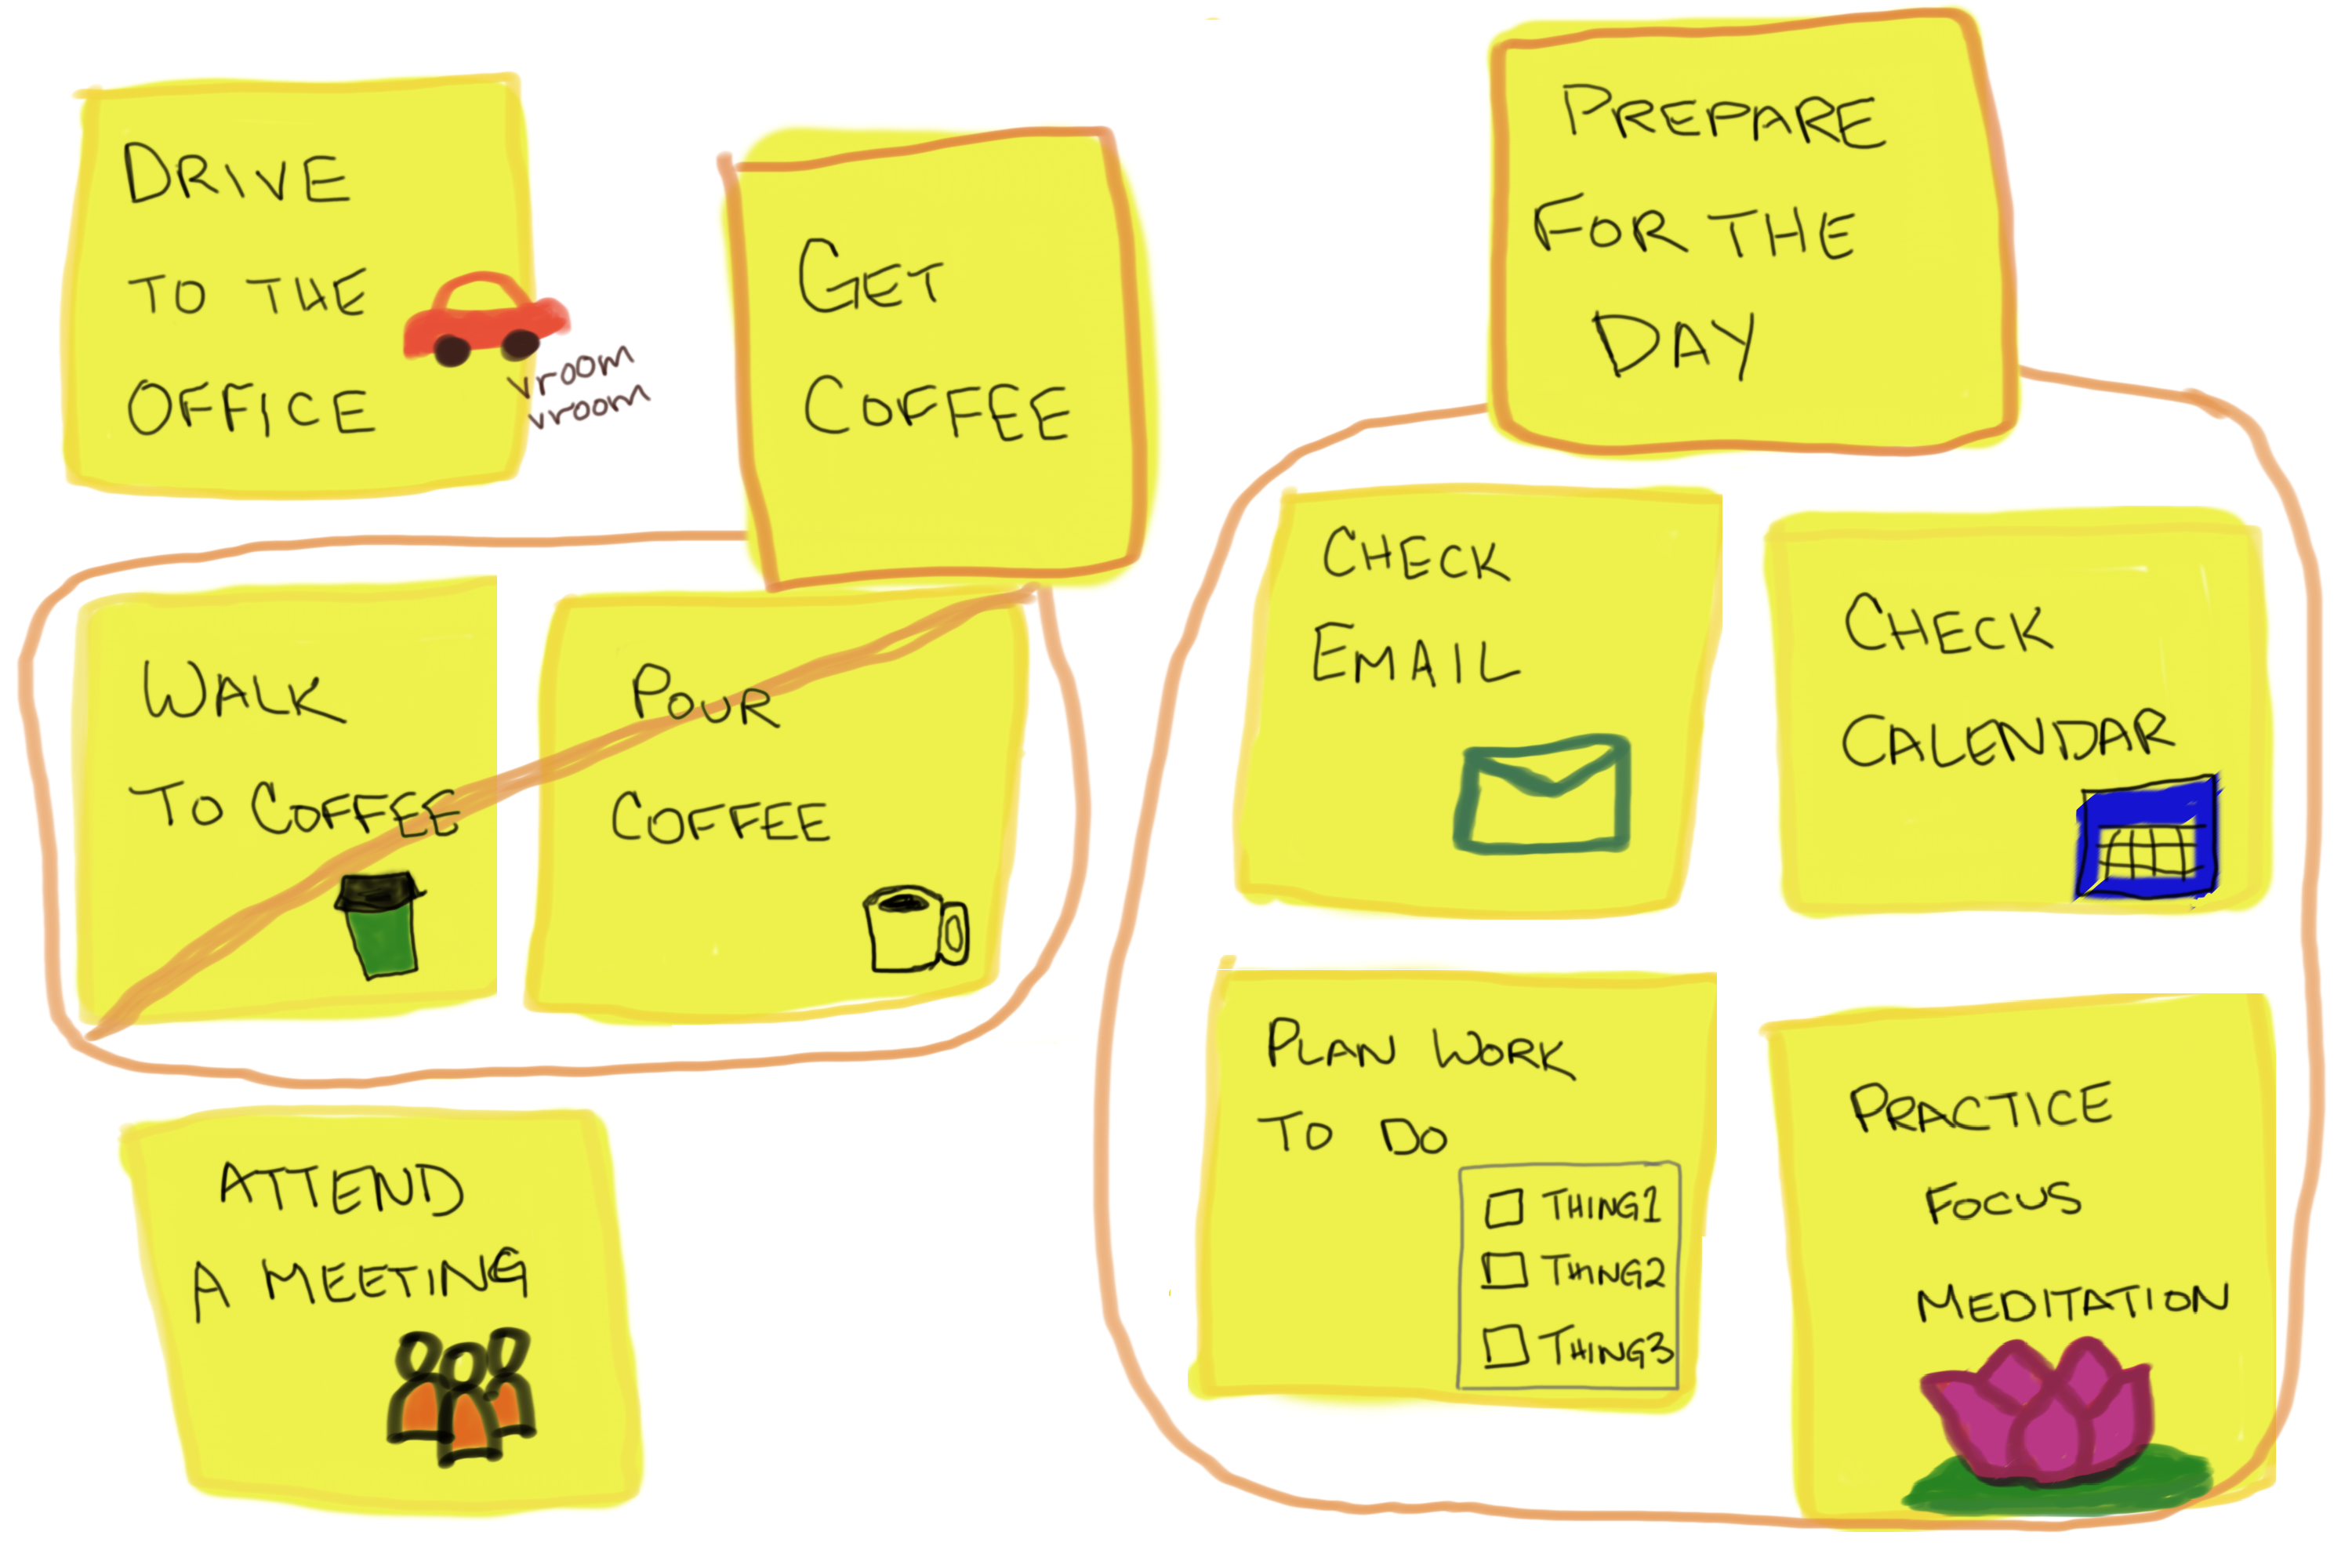 DRIVE
TO THE
OFFICE
vroom
vroom
GET
COFFEE
WALK
TO COFFEE
POUR
COFFEE
ATTEND
A MEETING
PREPARE
FOR THE
DAY
CHECK
EMAIL
CHECK
CALENDAR
PLAN WORK
TO DO
THING1
THING2
THING3
PRACTICE
FOCUS
MEDITATION